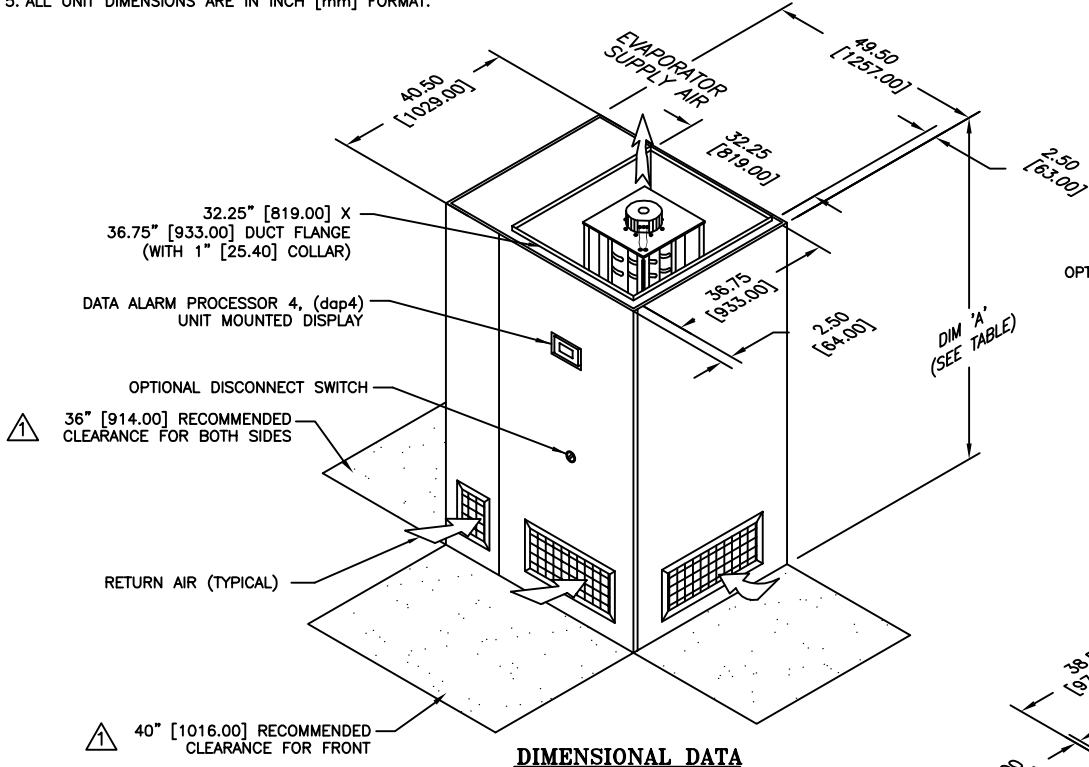 5. ALL UNIT DIMENSIONS ARE IN INCH [mm] FORMAT.
40.50
[1029.00]
EVAPORATOR
SUPPLY AIR
49.50
[1257.00]
32.25
[819.00]
2.50
[63.00]
32.25" [819.00] X
36.75" [933.00] DUCT FLANGE
(WITH 1" [25.40] COLLAR)
OPT
DATA ALARM PROCESSOR 4, (dap4)
UNIT MOUNTED DISPLAY
36.75
[933.00]
2.50
[64.00]
DIM 'A'
(SEE TABLE)
OPTIONAL DISCONNECT SWITCH
1
36" [914.00] RECOMMENDED
CLEARANCE FOR BOTH SIDES
RETURN AIR (TYPICAL)
1
40" [1016.00] RECOMMENDED
CLEARANCE FOR FRONT
DIMENSIONAL DATA